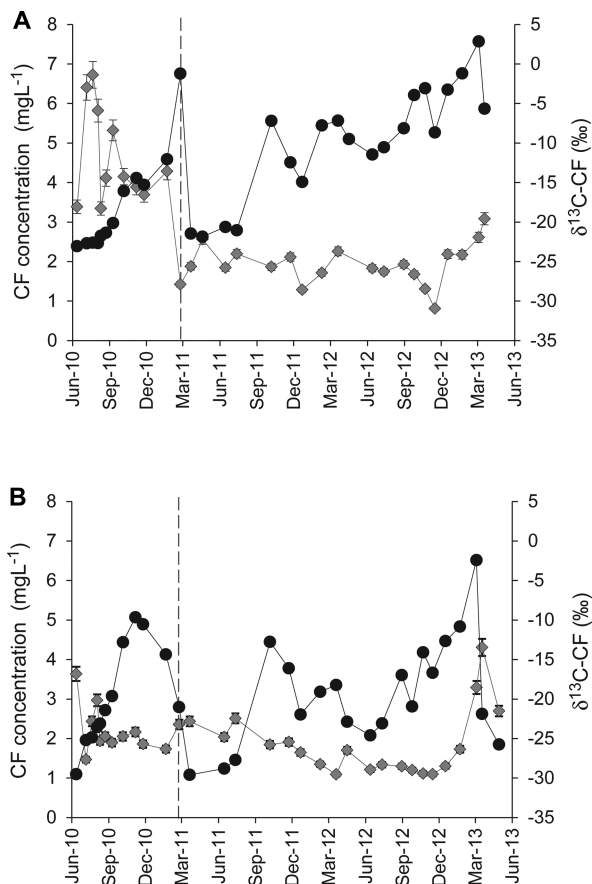 A
CF concentration (mgL-1)
8
7
6
5
4
3
2
1
0
5
0
-5
-10
-15
-20
-25
-30
-35
δ13C-CF (‰)
Jun-10
Sep-10
Dec-10
Mar-11
Jun-11
Sep-11
Dec-11
Mar-12
Jun-12
Sep-12
Dec-12
Mar-13
Jun-13
B
CF concentration (mgL-1)
8
7
6
5
4
3
2
1
0
5
0
-5
-10
-15
-20
-25
-30
-35
δ13C-CF (‰)
Jun-10
Sep-10
Dec-10
Mar-11
Jun-11
Sep-11
Dec-11
Mar-12
Jun-12
Sep-12
Dec-12
Mar-13
Jun-13